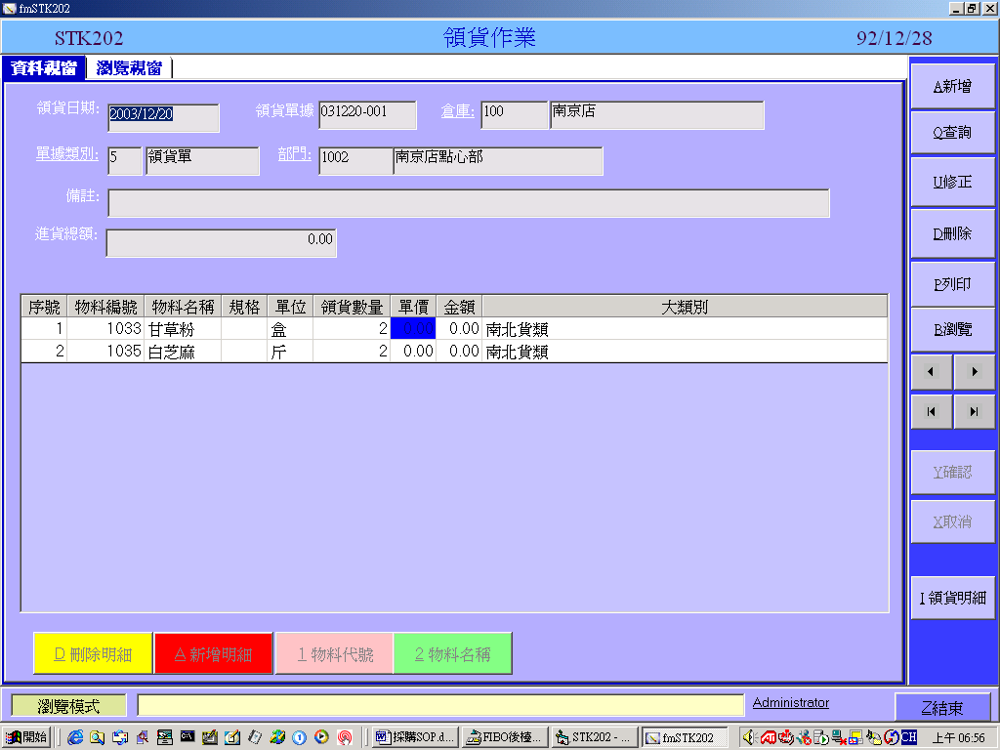 fmSTK202
STK202 領貨作業 92/12/28
資料視窗 瀏覽視窗
領貨日期: 2003/12/20 領貨單據 031220-001 倉庫: 100 南京店
單據類別: 5 領貨單 部門: 1002 南京店點心部
備註:
進貨總額: 0.00
序號 物料編號 物料名稱 規格 單位 領貨數量 單價 金額 大類別
1 1033 甘草粉 盒 2 0.00 0.00 南北貨類
2 1035 白芝麻 斤 2 0.00 0.00 南北貨類
D 刪除明細 A 新增明細 1 物料代號 2 物料名稱
A新增
Q查詢
U修正
D刪除
P列印
B瀏覽
Y確認
X取消
I 領貨明細
瀏覽模式 Administrator Z結束
開始 採購SOP.d... FIBO後檯... STK202 - ... fmSTK202 CH 上午 06:56